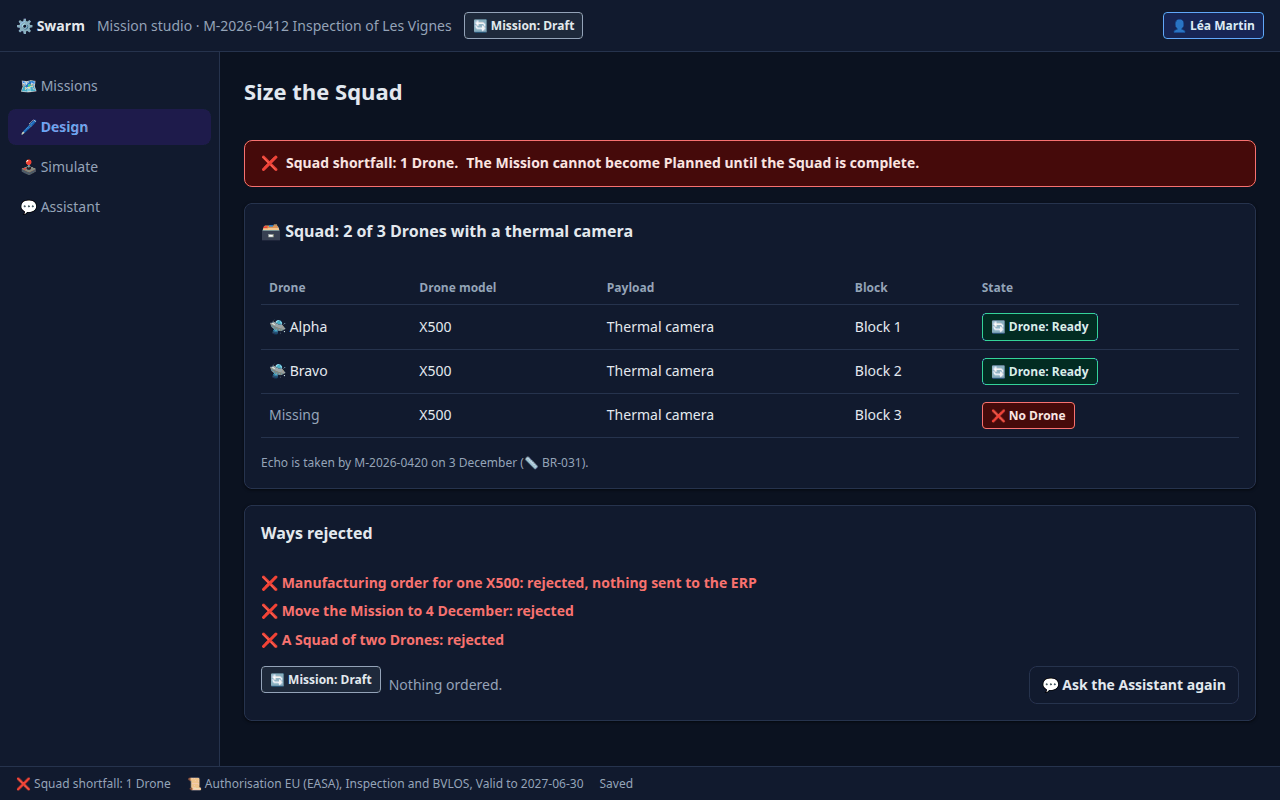 ⚙️ Swarm Mission studio · M-2026-0412 Inspection of Les Vignes 🔄 Mission: Draft 👤 Léa Martin
🗺️ Missions
🖊️ Design
🕹️ Simulate
💬 Assistant
Size the Squad
❌ Squad shortfall: 1 Drone. The Mission cannot become Planned until the Squad is complete.
🗃️ Squad: 2 of 3 Drones with a thermal camera
Drone Drone model Payload Block State
🛸 Alpha X500 Thermal camera Block 1 🔄 Drone: Ready
🛸 Bravo X500 Thermal camera Block 2 🔄 Drone: Ready
Missing X500 Thermal camera Block 3 ❌ No Drone
Echo is taken by M-2026-0420 on 3 December (📏 BR-031).
Ways rejected
❌ Manufacturing order for one X500: rejected, nothing sent to the ERP
❌ Move the Mission to 4 December: rejected
❌ A Squad of two Drones: rejected
🔄 Mission: Draft Nothing ordered. 💬 Ask the Assistant again
❌ Squad shortfall: 1 Drone 📜 Authorisation EU (EASA), Inspection and BVLOS, Valid to 2027-06-30 Saved